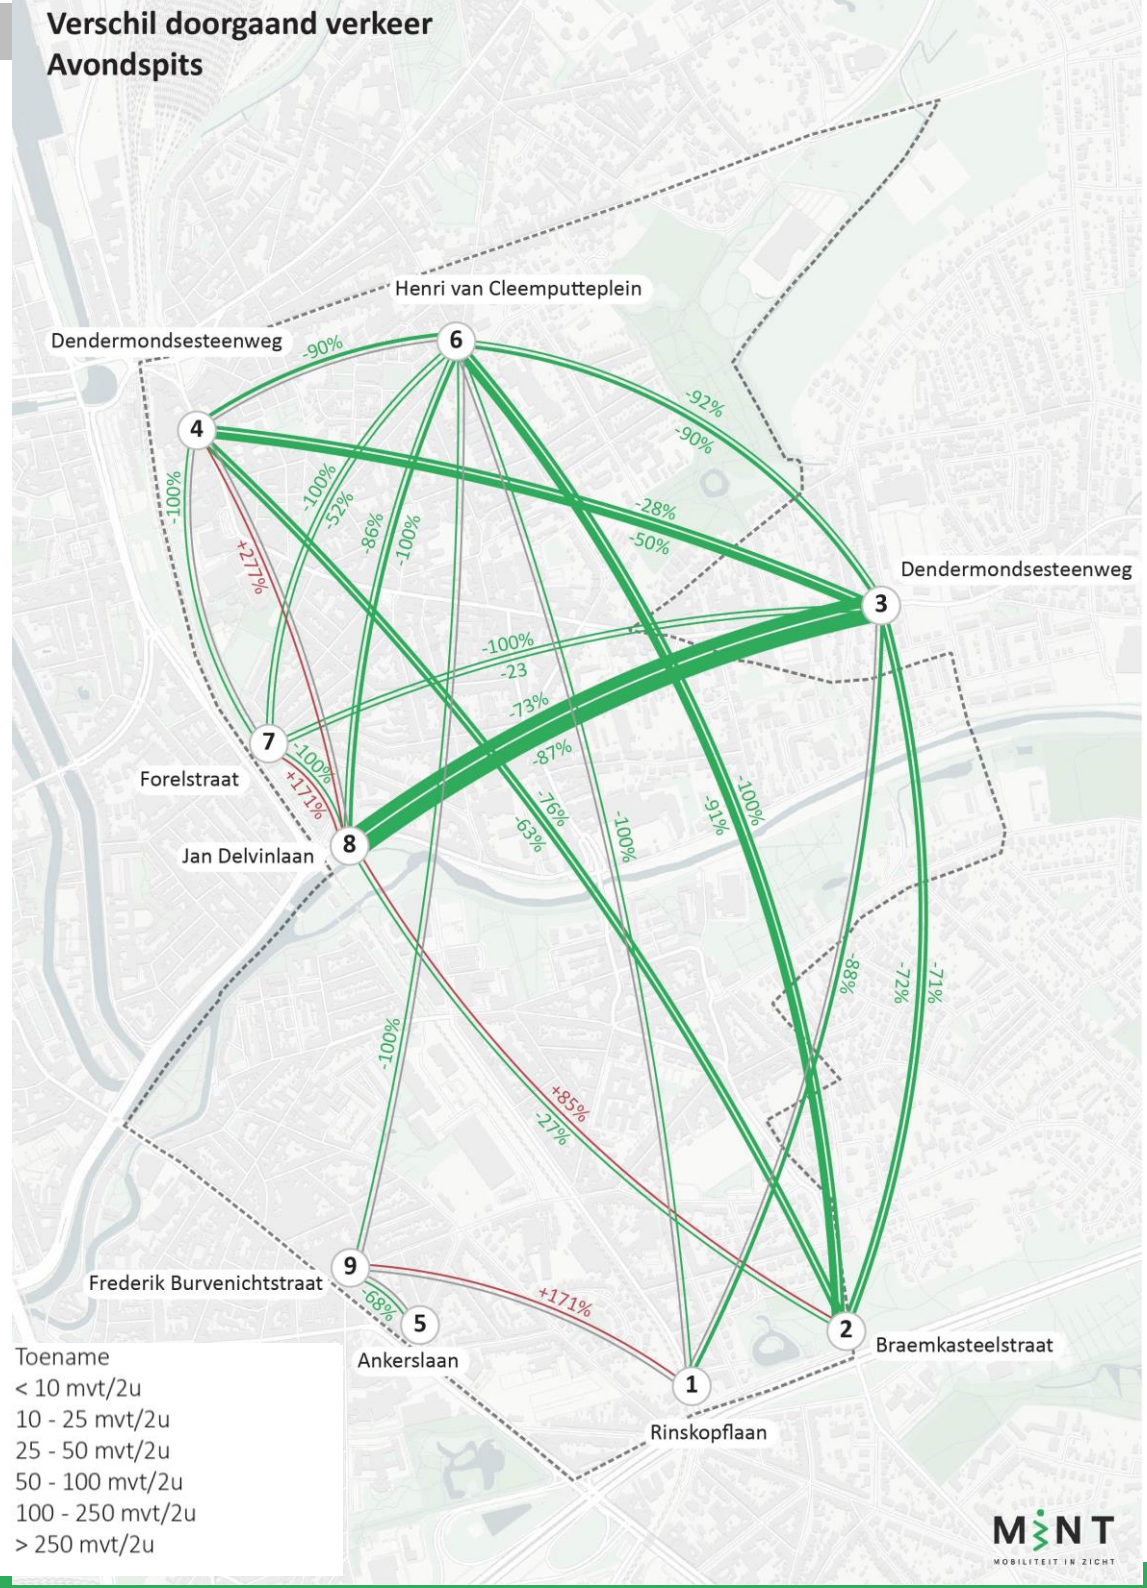 Verschil doorgaand verkeer
Avondspits
Henri van Cleemputteplein
Dendermondsesteenweg
6
-90%
-92%
4
-90%
-100%
-100%
-52%
-28%
-86%
-100%
-50%
+277%
Dendermondsesteenweg
3
-100%
-23
-73%
7
-100%
-87%
Forelstraat
+171%
-76%
-63%
-100%
-91%
-100%
8
Jan Delvinlaan
-88%
-72%
-71%
-100%
+85%
-27%
9
Frederik Burvenichtstraat
-68%
+171%
5
2
Ankerslaan
Braemkasteelstraat
1
Rinskopflaan
Toename
< 10 mvt/2u
10 - 25 mvt/2u
25 - 50 mvt/2u
50 - 100 mvt/2u
100 - 250 mvt/2u
> 250 mvt/2u
MINT
MOBILITEIT IN ZICHT